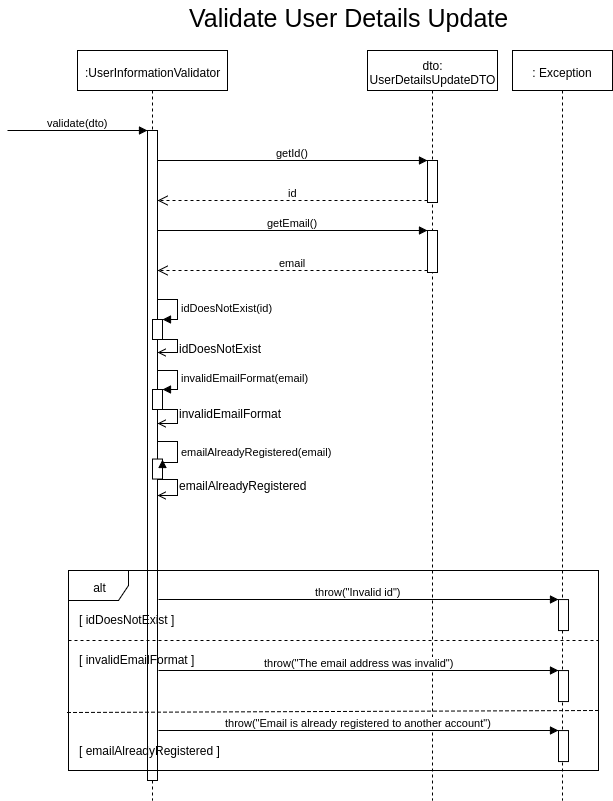 Validate User Details Update
:UserInformationValidator
dto:
UserDetailsUpdateDTO
: Exception
validate(dto)
getId()
id
getEmail()
email
idDoesNotExist(id)
idDoesNotExist
invalidEmailFormat(email)
invalidEmailFormat
emailAlreadyRegistered(email)
emailAlreadyRegistered
alt
throw("Invalid id")
[ idDoesNotExist ]
[ invalidEmailFormat ]
throw("The email address was invalid")
throw("Email is already registered to another account")
[ emailAlreadyRegistered ]